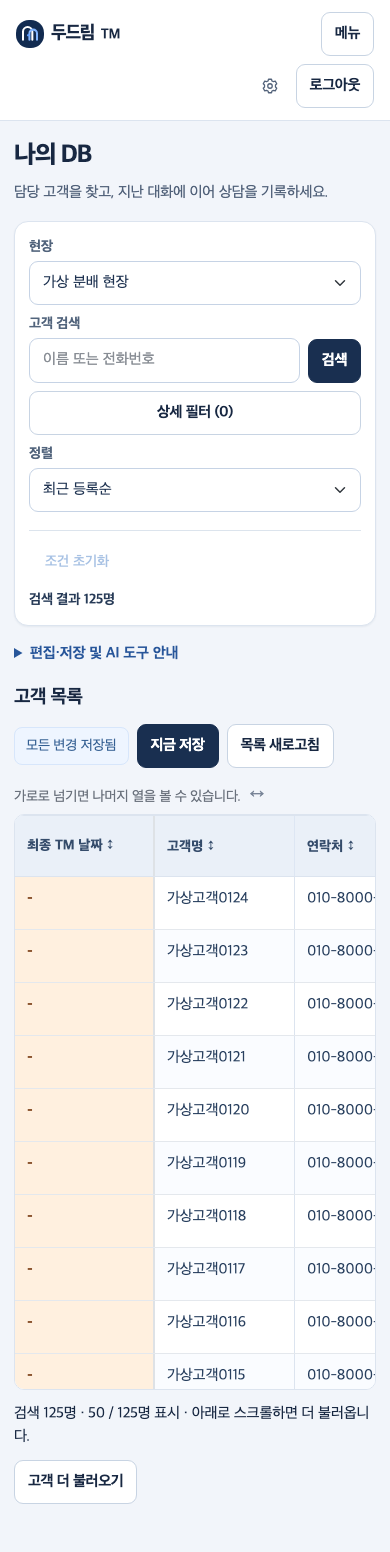 두드림 TM
메뉴
로그아웃
나의 DB
담당 고객을 찾고, 지난 대화에 이어 상담을 기록하세요.
현장
가상 분배 현장
고객 검색
이름 또는 전화번호
검색
상세 필터 (0)
정렬
최근 등록순
조건 초기화
검색 결과 125명
▶ 편집·저장 및 AI 도구 안내
고객 목록
모든 변경 저장됨
지금 저장
목록 새로고침
가로로 넘기면 나머지 열을 볼 수 있습니다. ↔
최종 TM 날짜 ↕ 고객명 ↕ 연락처 ↕
- 가상고객0124 010-8000-
- 가상고객0123 010-8000-
- 가상고객0122 010-8000-
- 가상고객0121 010-8000-
- 가상고객0120 010-8000-
- 가상고객0119 010-8000-
- 가상고객0118 010-8000-
- 가상고객0117 010-8000-
- 가상고객0116 010-8000-
- 가상고객0115 010-8000-
검색 125명 · 50 / 125명 표시 · 아래로 스크롤하면 더 불러옵니
다.
고객 더 불러오기